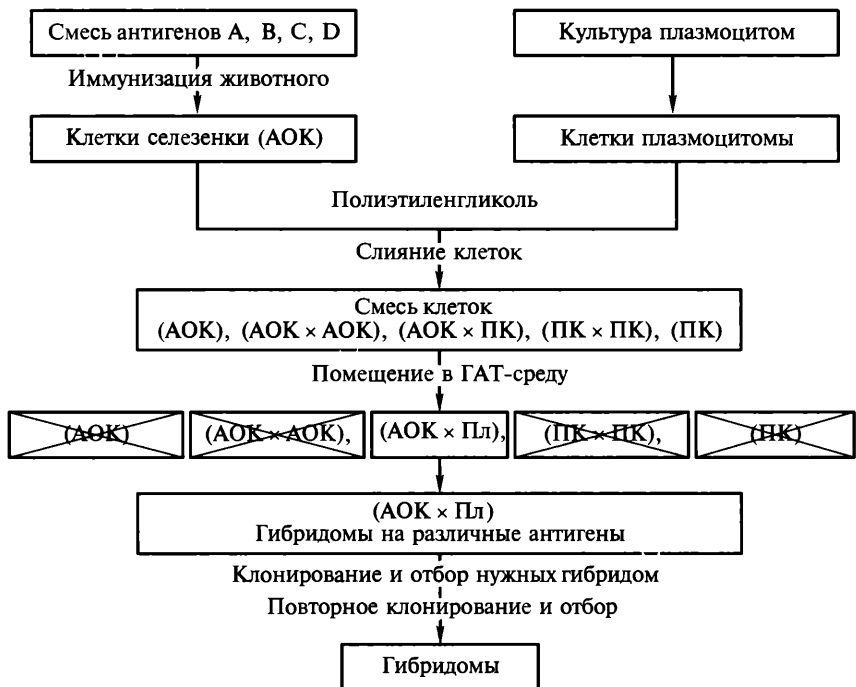 Смесь антигенов A, B, C, D
Культура плазмоцитом
Иммунизация животного
Клетки селезенки (АОК)
Клетки плазмоцитомы
Полиэтиленгликоль
Слияние клеток
Смесь клеток
(АОК), (АОК × АОК), (АОК × ПК), (ПК × ПК), (ПК)
Помещение в ГАТ-среду
(АОК) (АОК × АОК), (АОК × Пл), (ПК × ПК), (ПК)
(АОК × Пл)
Гибридомы на различные антигены
Клонирование и отбор нужных гибридом
Повторное клонирование и отбор
Гибридомы